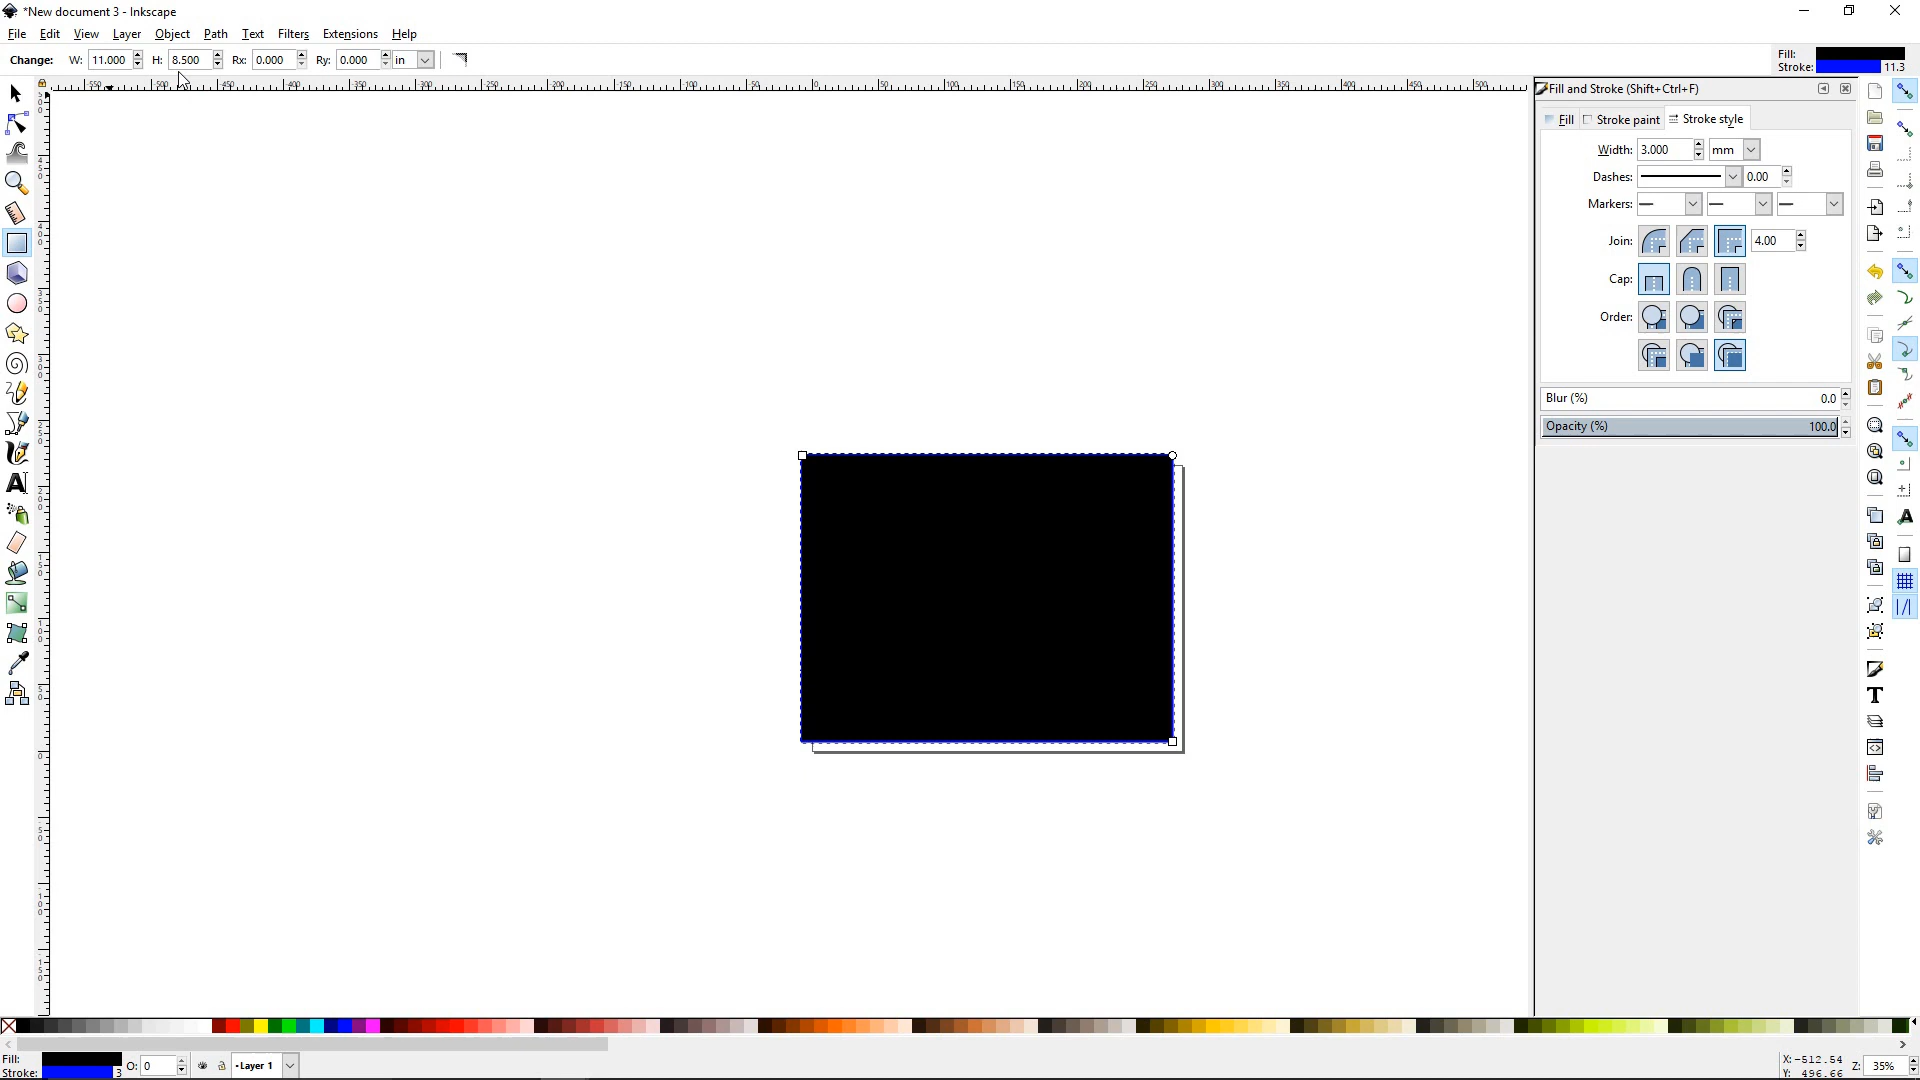 *New document 3 - Inkscape
File Edit View Layer Object Path Text Filters Extensions Help
Change: W: 11.000 H: 8.500 Rx: 0.000 Ry: 0.000 in
Fill:
Stroke: 11.3
Fill and Stroke (Shift+Ctrl+F)
Fill Stroke paint Stroke style
Width: 3.000 mm
Dashes: 0.00
Markers:
Join: 4.00
Cap:
Order:
Blur (%) 0.0
Opacity (%) 100.0
Fill:
Stroke: 3
O: 0
-Layer 1
X: -512.54
Y: 496.66
Z: 35%